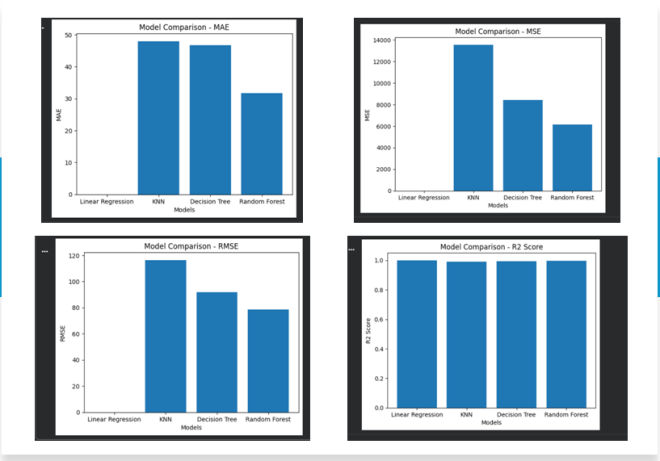 Model Comparison - MAE
50
40
30
20
10
0
MAE
Linear Regression KNN Decision Tree Random Forest
Models
Model Comparison - MSE
14000
12000
10000
8000
6000
4000
2000
0
MSE
Linear Regression KNN Decision Tree Random Forest
Models
Model Comparison - RMSE
120
100
80
60
40
20
0
RMSE
Linear Regression KNN Decision Tree Random Forest
Models
Model Comparison - R2 Score
1.0
0.8
0.6
0.4
0.2
0.0
R2 Score
Linear Regression KNN Decision Tree Random Forest
Models